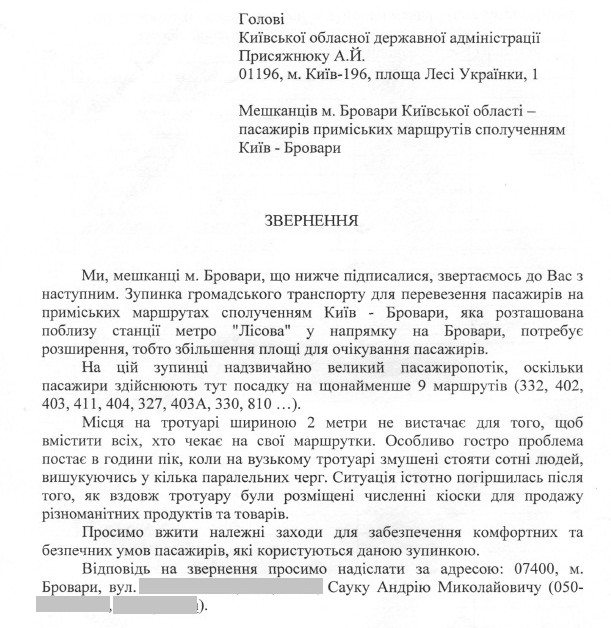 Голові
Київської обласної державної адміністрації
Присяжнюку А.Й.
01196, м. Київ-196, площа Лесі Українки, 1
Мешканців м. Бровари Київської області –
пасажирів приміських маршрутів сполученням
Київ - Бровари
ЗВЕРНЕННЯ
Ми, мешканці м. Бровари, що нижче підписалися, звертаємось до Вас з
наступним. Зупинка громадського транспорту для перевезення пасажирів на
приміських маршрутах сполученням Київ - Бровари, яка розташована
поблизу станції метро "Лісова" у напрямку на Бровари, потребує
розширення, тобто збільшення площі для очікування пасажирів.
На цій зупинці надзвичайно великий пасажиропотік, оскільки
пасажири здійснюють тут посадку на щонайменше 9 маршрутів (332, 402,
403, 411, 404, 327, 403А, 330, 810 …).
Місця на тротуарі шириною 2 метри не вистачає для того, щоб
вмістити всіх, хто чекає на свої маршрутки. Особливо гостро проблема
постає в години пік, коли на вузькому тротуарі змушені стояти сотні людей,
вишукуючись у кілька паралельних черг. Ситуація істотно погіршилась після
того, як вздовж тротуару були розміщені численні кіоски для продажу
різноманітних продуктів та товарів.
Просимо вжити належні заходи для забезпечення комфортних та
безпечних умов пасажирів, які користуються даною зупинкою.
Відповідь на звернення просимо надіслати за адресою: 07400, м.
Бровари, вул. Сауку Андрію Миколайовичу (050-
, ).